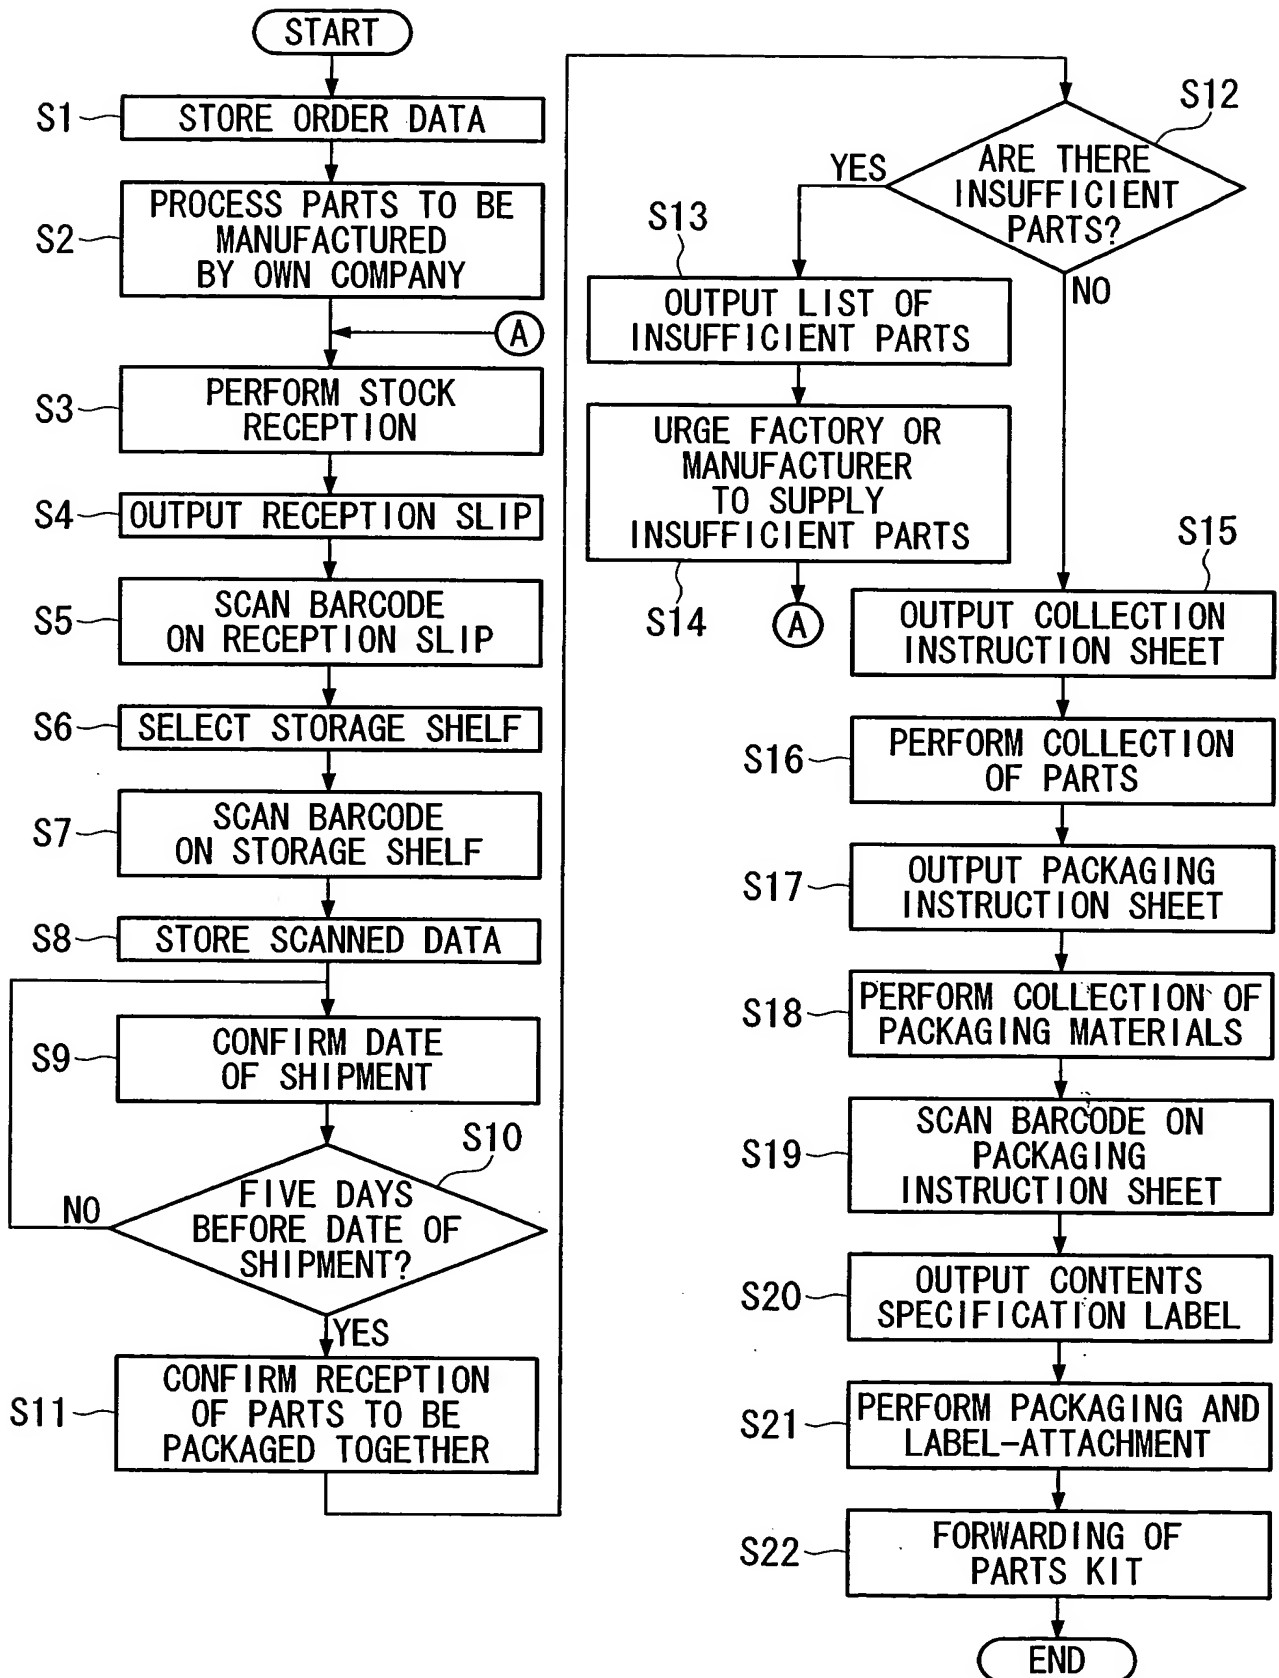 START
S1
STORE ORDER DATA
S2
PROCESS PARTS TO BE
MANUFACTURED
BY OWN COMPANY
A
S3
PERFORM STOCK
RECEPTION
S4
OUTPUT RECEPTION SLIP
S5
SCAN BARCODE
ON RECEPTION SLIP
S6
SELECT STORAGE SHELF
S7
SCAN BARCODE
ON STORAGE SHELF
S8
STORE SCANNED DATA
S9
CONFIRM DATE
OF SHIPMENT
S10
FIVE DAYS
BEFORE DATE OF
SHIPMENT?
NO
YES
S11
CONFIRM RECEPTION
OF PARTS TO BE
PACKAGED TOGETHER
S12
ARE THERE
INSUFFICIENT
PARTS?
YES
NO
S13
OUTPUT LIST OF
INSUFFICIENT PARTS
URGE FACTORY OR
MANUFACTURER
TO SUPPLY
INSUFFICIENT PARTS
S14
A
S15
OUTPUT COLLECTION
INSTRUCTION SHEET
S16
PERFORM COLLECTION
OF PARTS
S17
OUTPUT PACKAGING
INSTRUCTION SHEET
S18
PERFORM COLLECTION OF
PACKAGING MATERIALS
S19
SCAN BARCODE ON
PACKAGING
INSTRUCTION SHEET
S20
OUTPUT CONTENTS
SPECIFICATION LABEL
S21
PERFORM PACKAGING AND
LABEL-ATTACHMENT
S22
FORWARDING OF
PARTS KIT
END